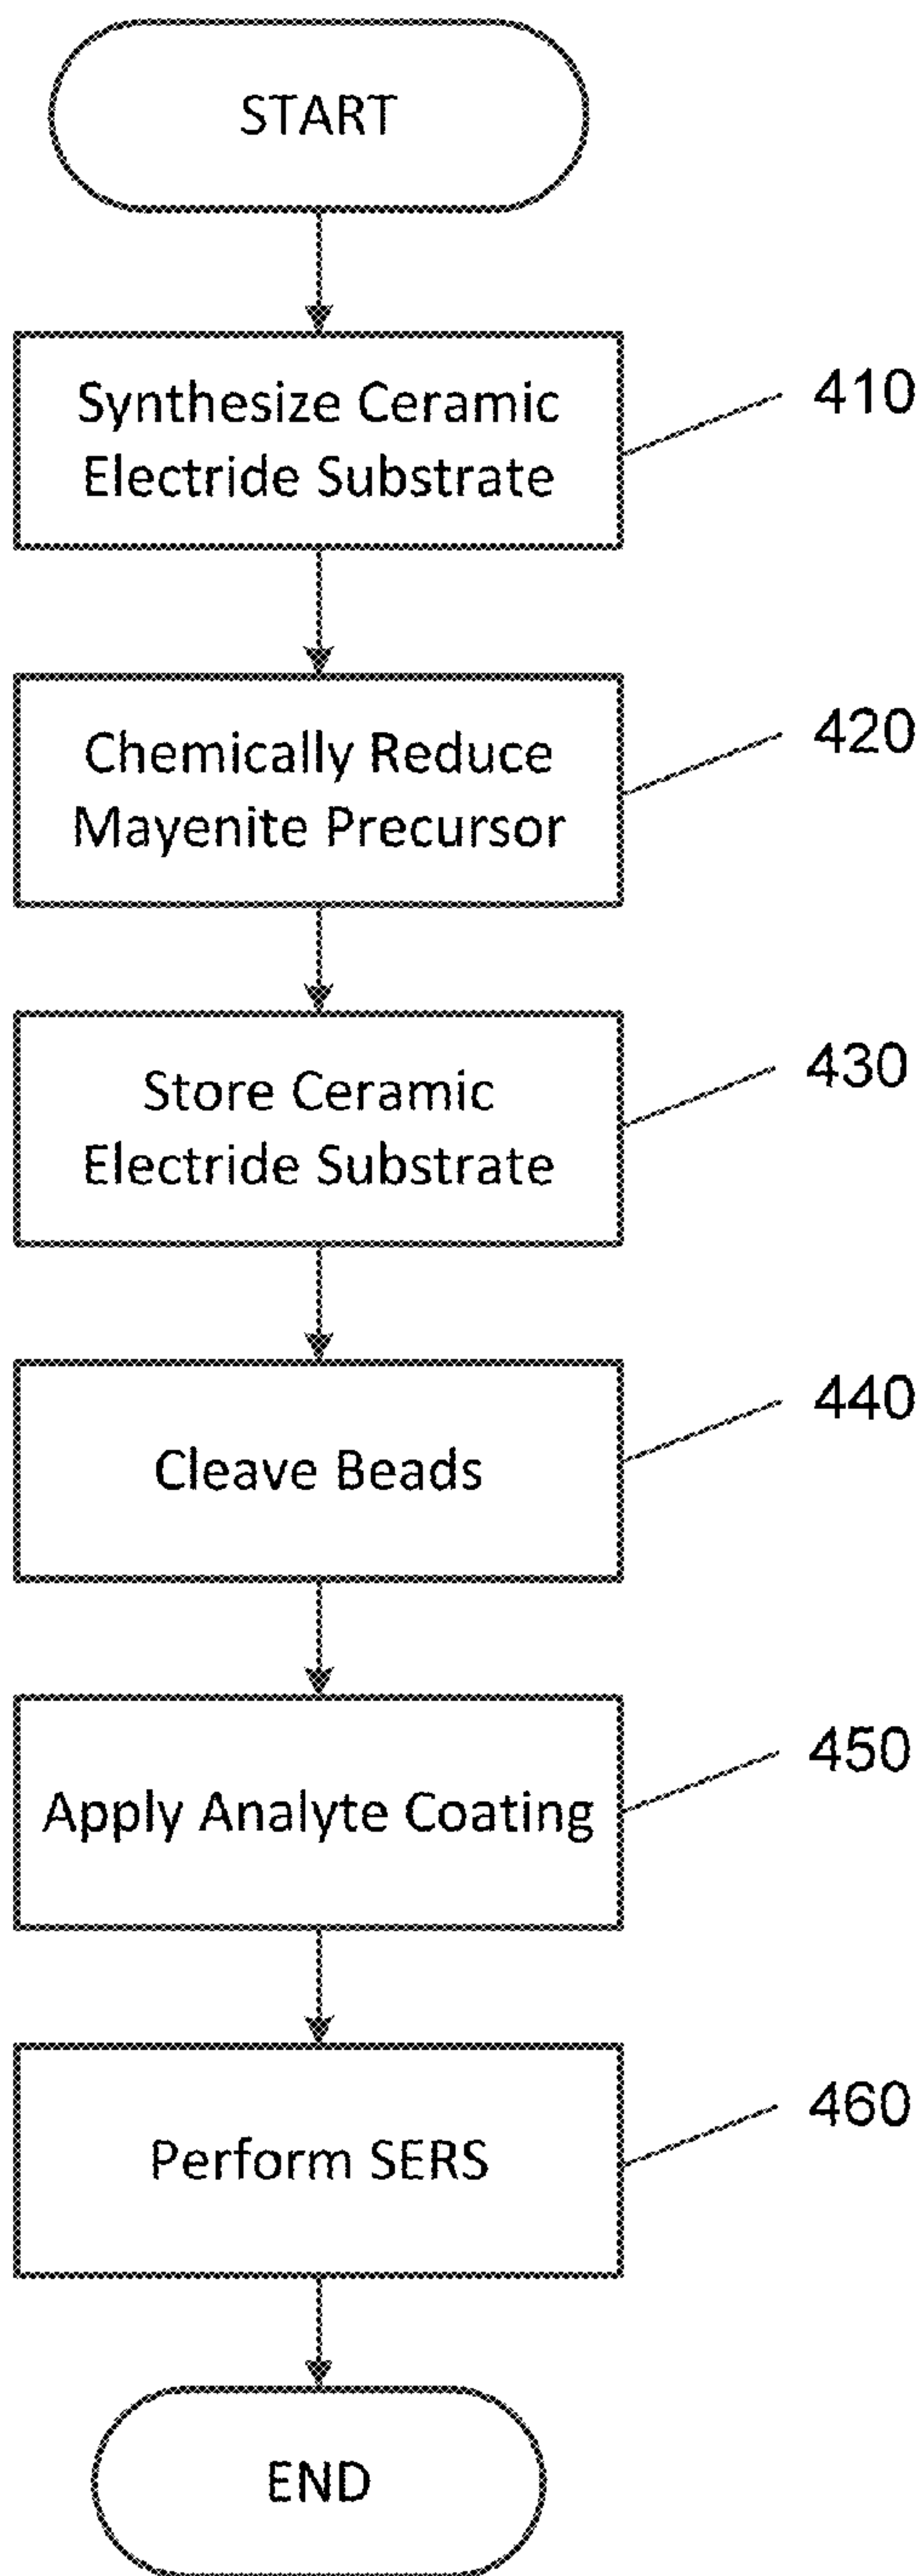 START
Synthesize Ceramic
Electride Substrate
410
Chemically Reduce
Mayenite Precursor
420
Store Ceramic
Electride Substrate
430
Cleave Beads
440
Apply Analyte Coating
450
Perform SERS
460
END